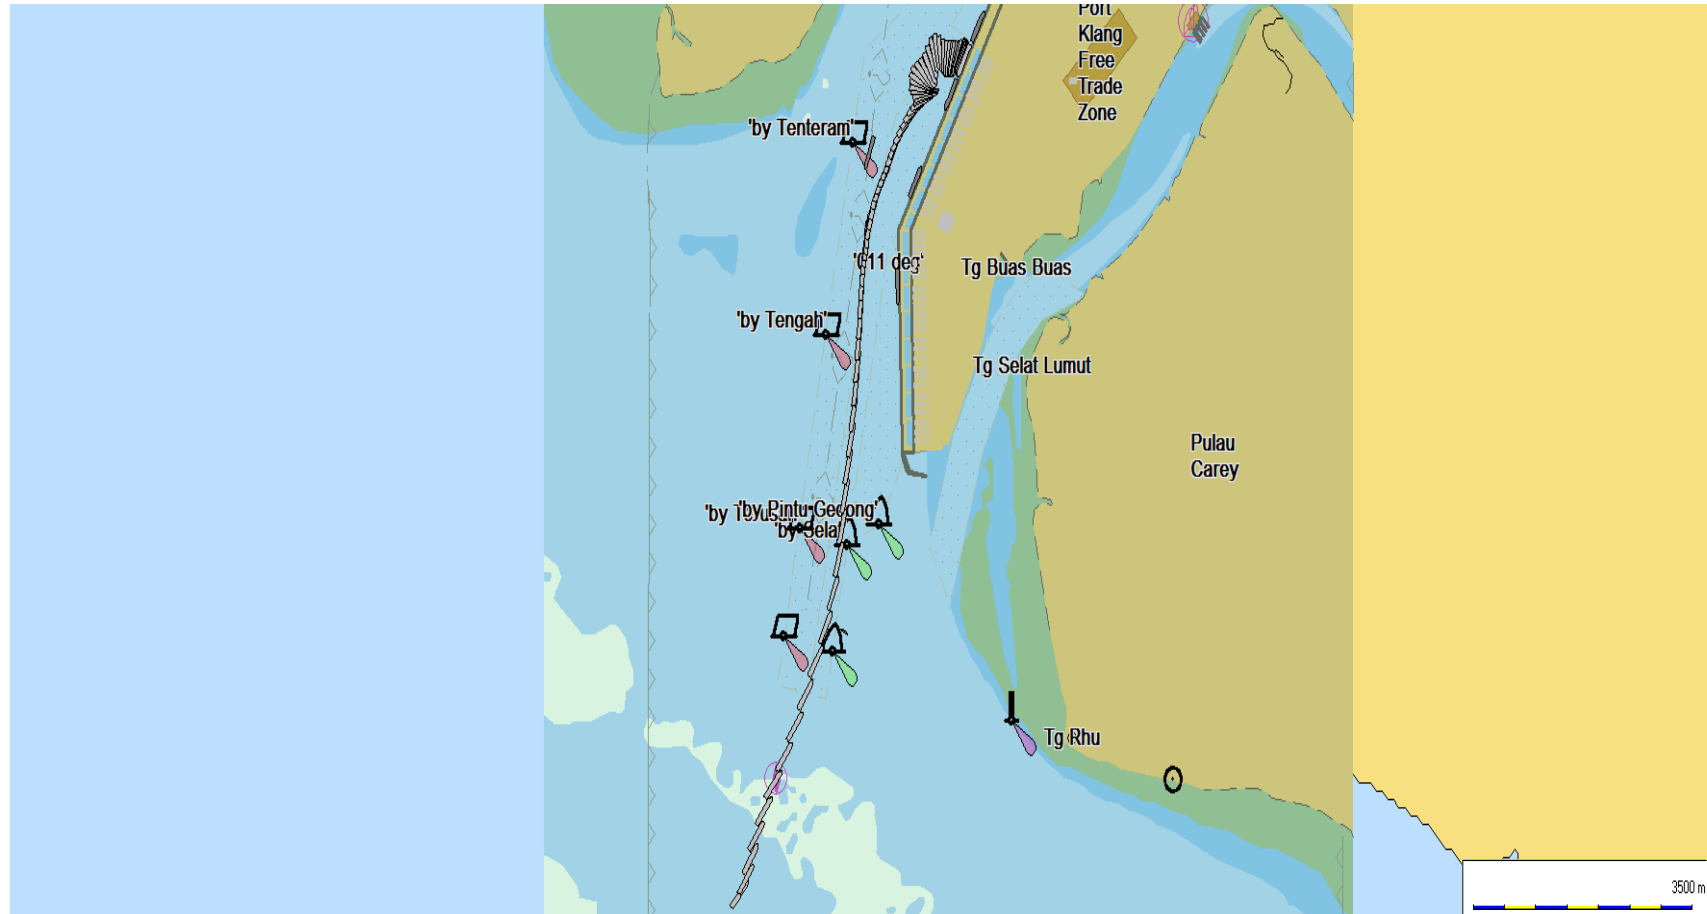 Port
Klang
Free
Trade
Zone
'by Tenteram'
deg'
Tg Buas Buas
'by Tengah'
Tg Selat Lumut
Pulau
Carey
'by Pintu Gedong'
'by
'by Selat
Tg Rhu
3500 m